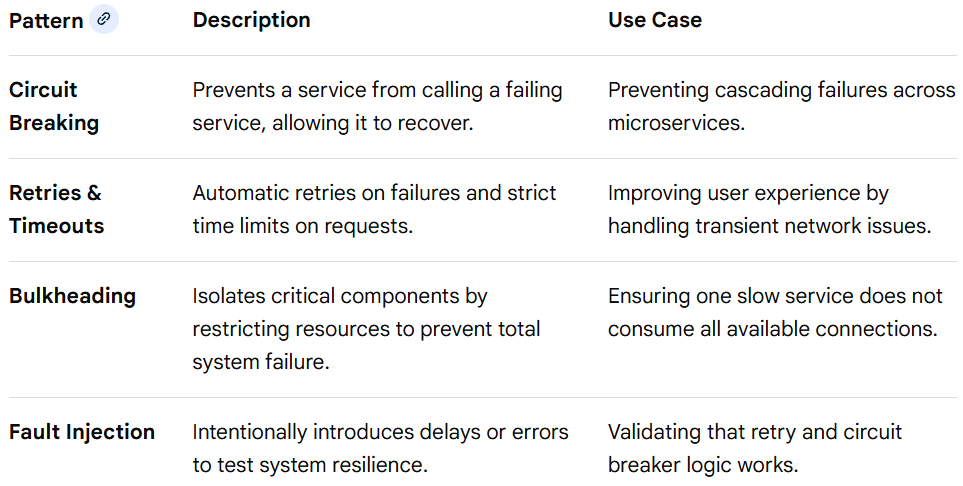 Pattern Description Use Case
Circuit Breaking Prevents a service from calling a failing service, allowing it to recover. Preventing cascading failures across microservices.
Retries & Timeouts Automatic retries on failures and strict time limits on requests. Improving user experience by handling transient network issues.
Bulkheading Isolates critical components by restricting resources to prevent total system failure. Ensuring one slow service does not consume all available connections.
Fault Injection Intentionally introduces delays or errors to test system resilience. Validating that retry and circuit breaker logic works.